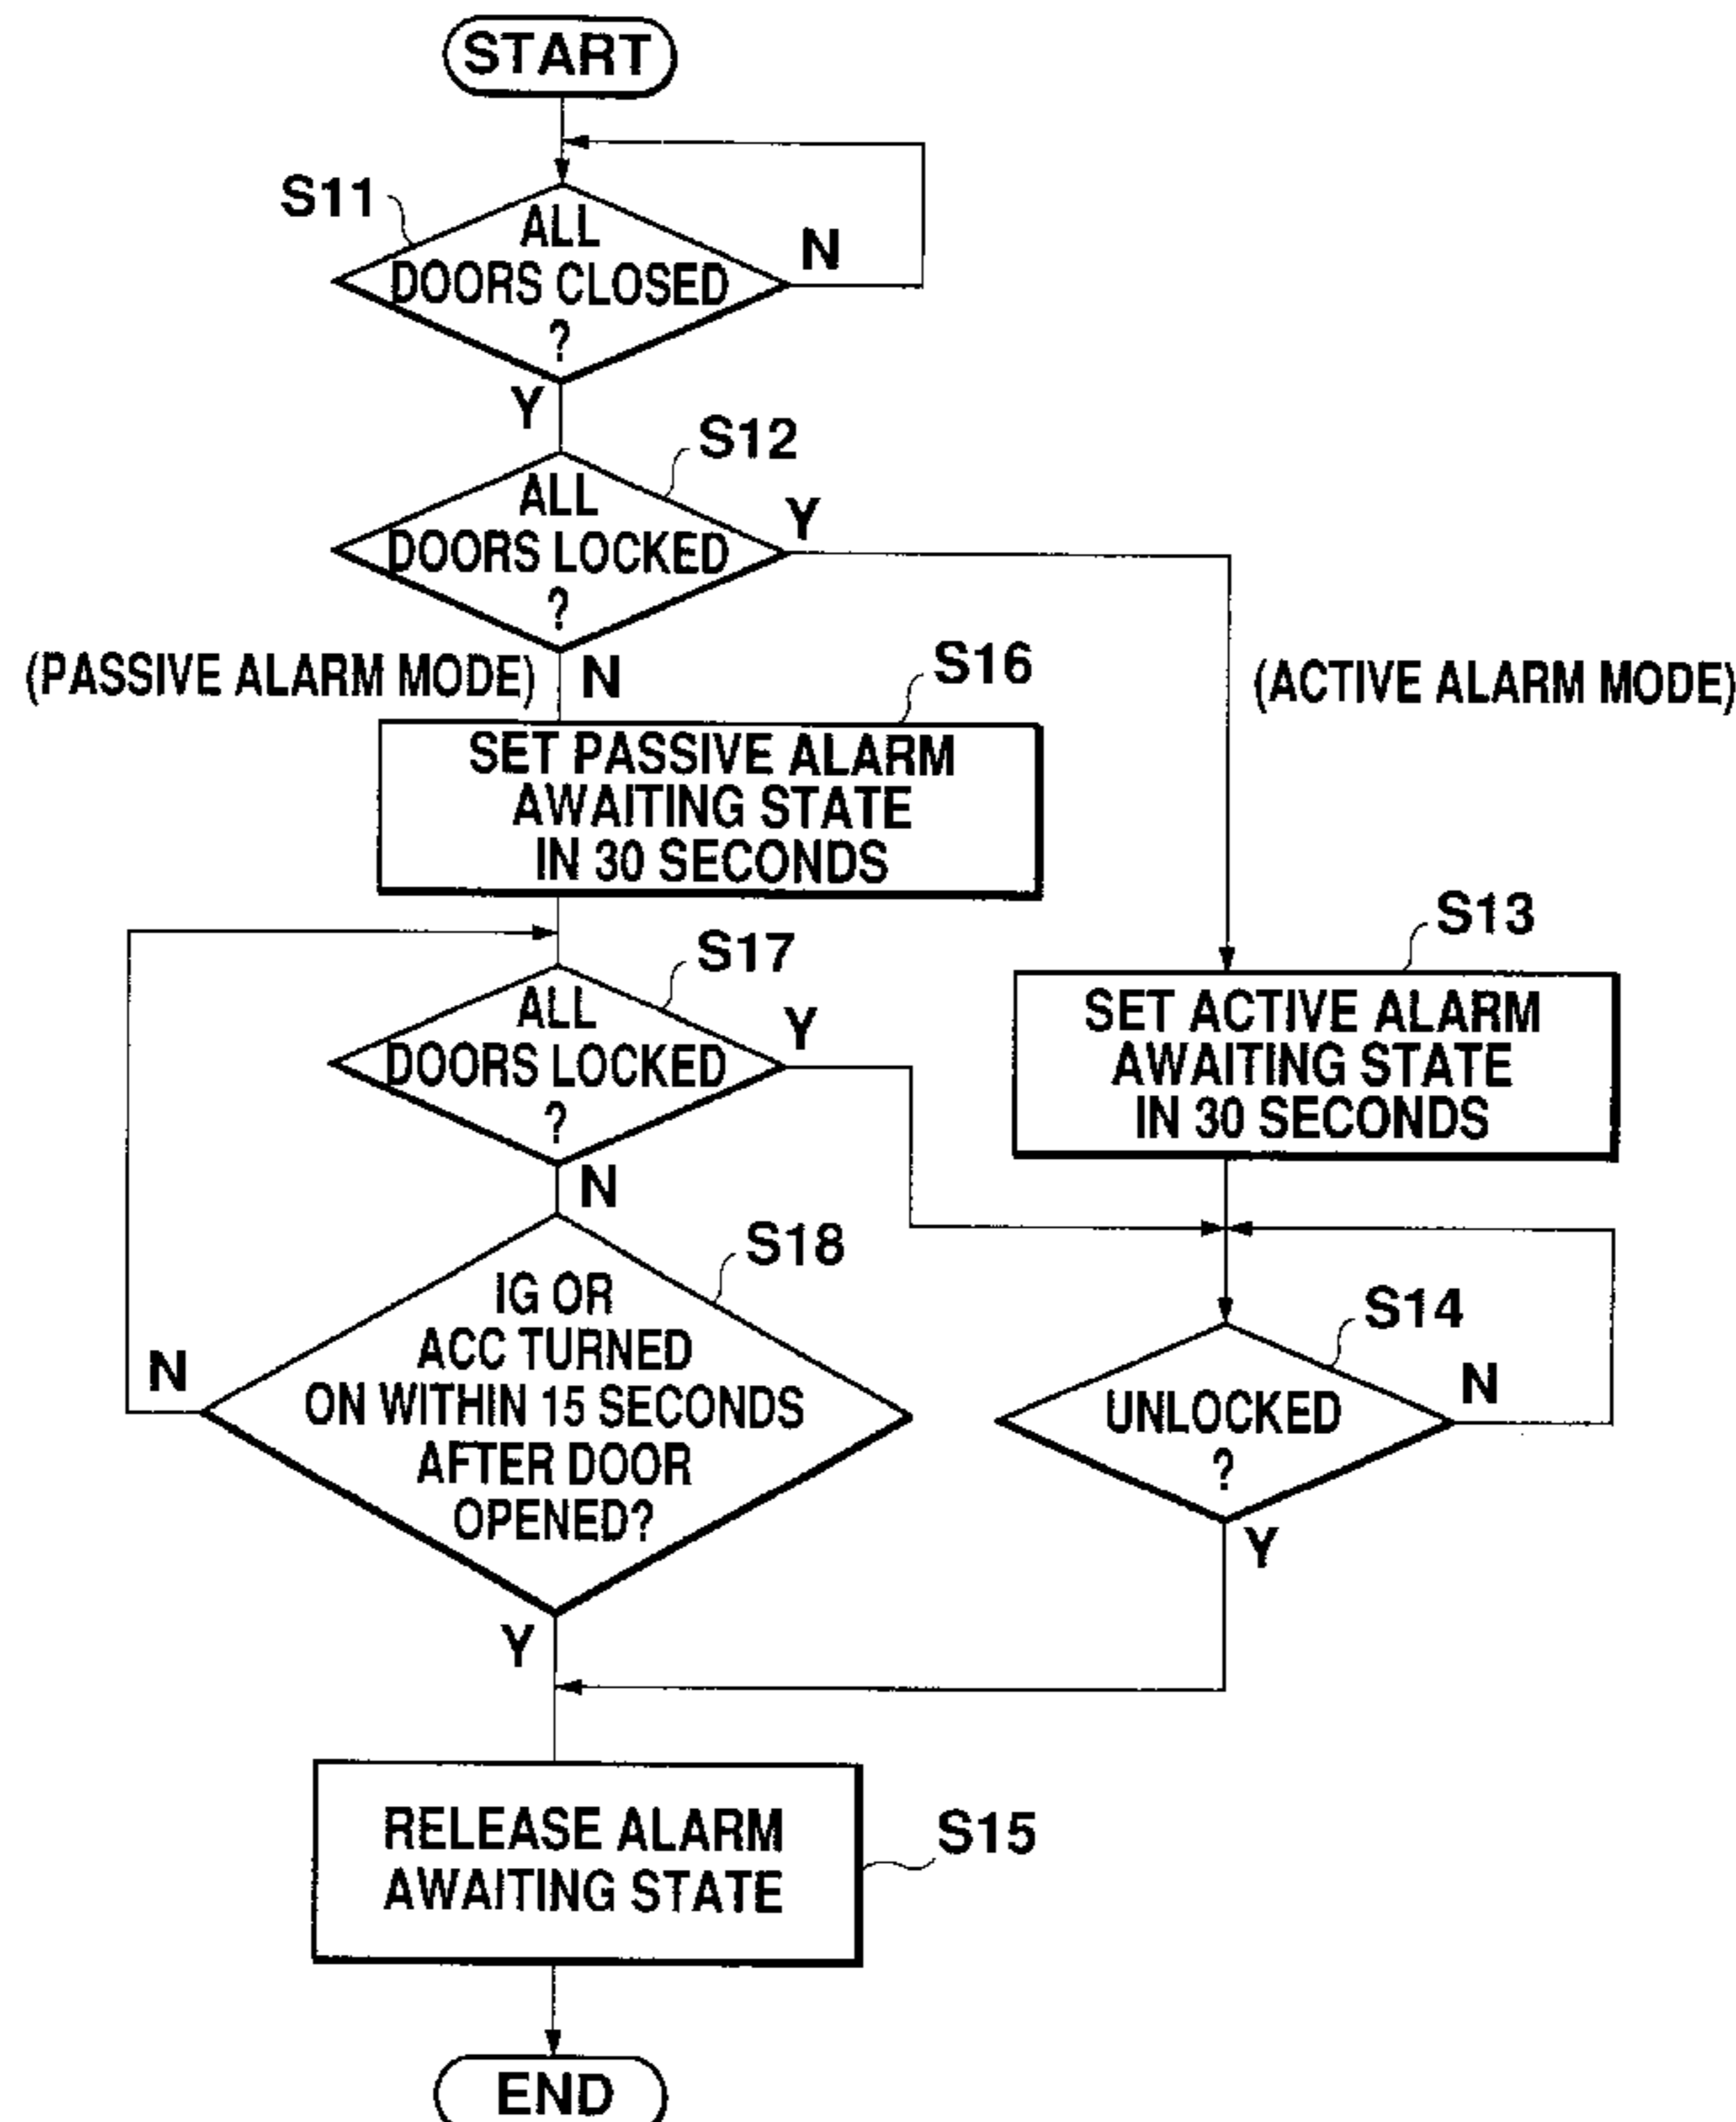 START
S11
ALL
DOORS CLOSED
?
N
Y
S12
ALL
DOORS LOCKED
?
Y
(PASSIVE ALARM MODE)
N
S16
(ACTIVE ALARM MODE)
SET PASSIVE ALARM
AWAITING STATE
IN 30 SECONDS
S13
SET ACTIVE ALARM
AWAITING STATE
IN 30 SECONDS
S17
ALL
DOORS LOCKED
?
Y
N
S18
IG OR
ACC TURNED
ON WITHIN 15 SECONDS
AFTER DOOR
OPENED?
N
Y
S14
UNLOCKED
?
N
Y
RELEASE ALARM
AWAITING STATE
S15
END